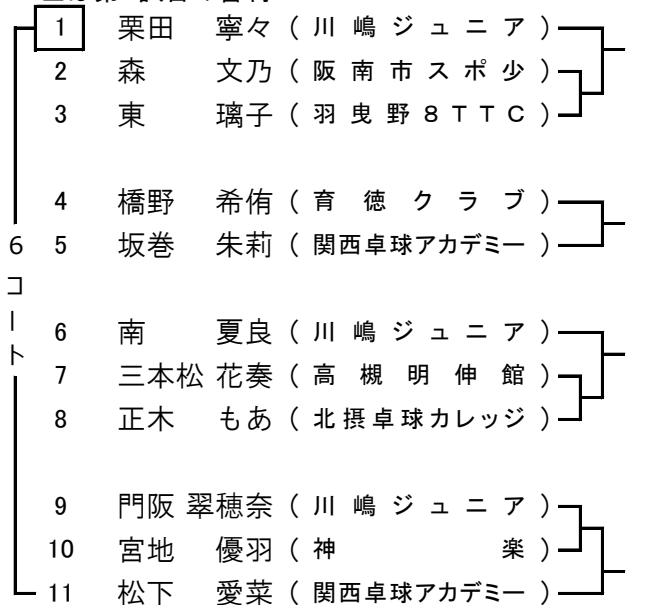 1 栗田 寧々 ( 川 嶋 ジ ュ ニ ア )
2 森 文乃 ( 阪 南 市 ス ポ 少 )
3 東 璃子 ( 羽 曳 野 8 T T C )
4 橋野 希侑 ( 育 徳 ク ラ ブ )
5 坂巻 朱莉 ( 関西卓球アカデミー )
6コート
6 南 夏良 ( 川 嶋 ジ ュ ニ ア )
7 三本松 花奏 ( 高 槻 明 伸 館 )
8 正木 もあ ( 北摂卓球カレッジ )
9 門阪 翠穂奈 ( 川 嶋 ジ ュ ニ ア )
10 宮地 優羽 ( 神 楽 )
11 松下 愛菜 ( 関西卓球アカデミー )